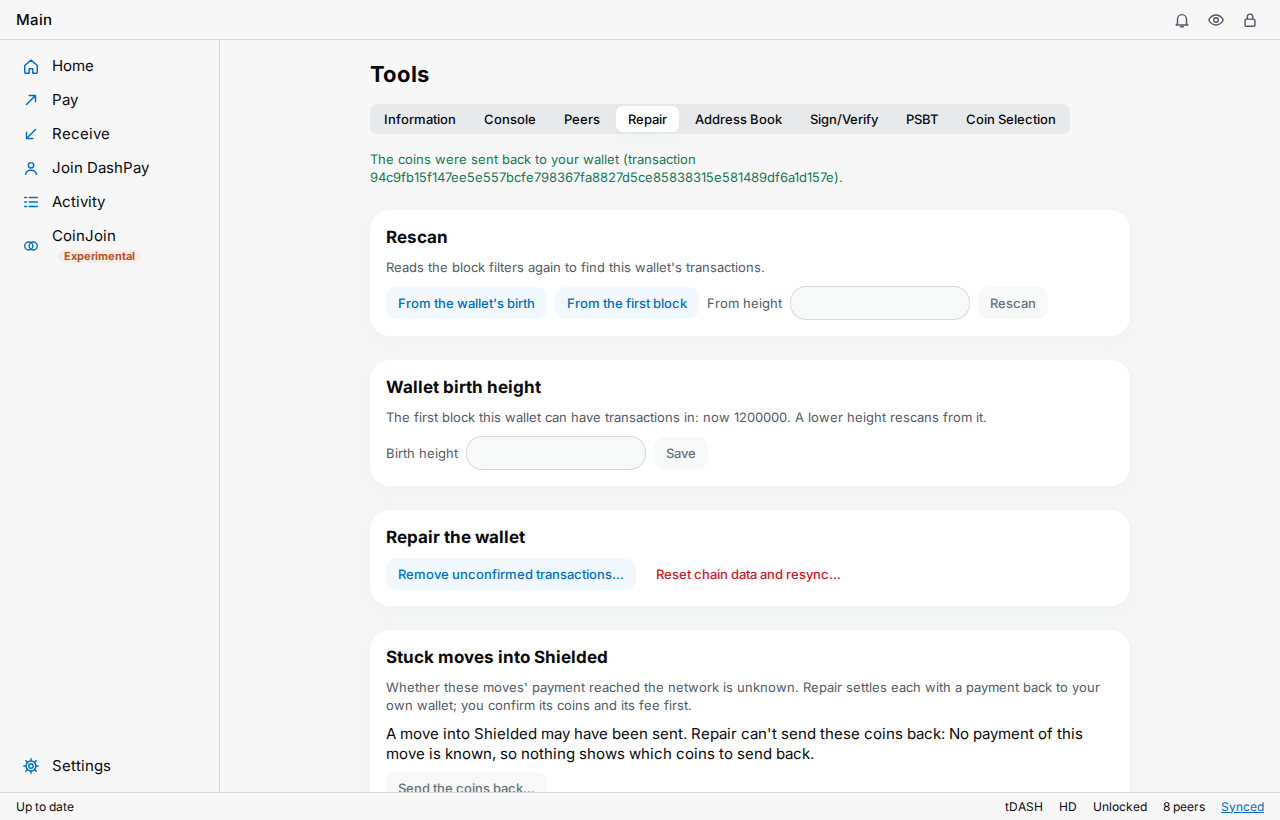 Main
Home
Pay
Receive
Join DashPay
Activity
CoinJoin
Experimental
Settings
Tools
Information Console Peers Repair Address Book Sign/Verify PSBT Coin Selection
The coins were sent back to your wallet (transaction
94c9fb15f147ee5e557bcfe798367fa8827d5ce85838315e581489df6a1d157e).
Rescan
Reads the block filters again to find this wallet's transactions.
From the wallet's birth From the first block From height Rescan
Wallet birth height
The first block this wallet can have transactions in: now 1200000. A lower height rescans from it.
Birth height Save
Repair the wallet
Remove unconfirmed transactions... Reset chain data and resync...
Stuck moves into Shielded
Whether these moves' payment reached the network is unknown. Repair settles each with a payment back to your
own wallet; you confirm its coins and its fee first.
A move into Shielded may have been sent. Repair can't send these coins back: No payment of this
move is known, so nothing shows which coins to send back.
Send the coins back...
Up to date tDASH HD Unlocked 8 peers Synced